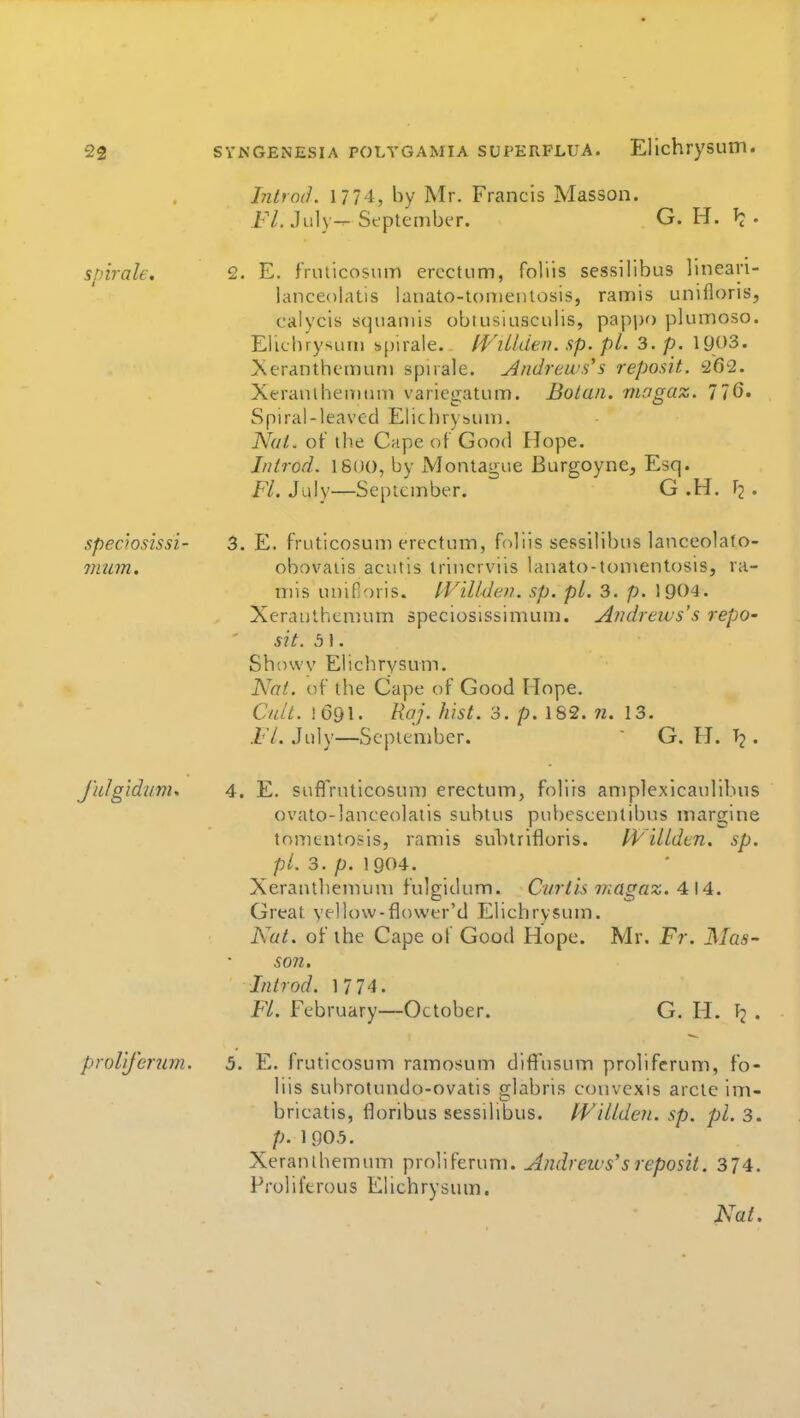 22 SYNGENESIA POLYGAMIA SUPERFLUA. Elichrysum.
Introd. 1774, by Mr. Francis Masson.
Fl. July—September. G. H. ♄.
spirale. 2. E. fruticosum erectum, foliis sessilibus lineari-
lanceolatis lanato-tomentosis, ramis unifloris,
calycis squamis obtusiusculis, pappo plumoso.
Elichrysum spirale. Willden. sp. pl. 3. p. 1903.
Xeranthemum spirale. Andrews's reposit. 262.
Xeranthemum variegatum. Botan. magaz. 776.
Spiral-leaved Elichrysum.
Nat. of the Cape of Good Hope.
Introd. 1800, by Montague Burgoyne, Esq.
Fl. July—September. G .H. ♄.
speciosissi- 3. E. fruticosum erectum, foliis sessilibus lanceolato-
mum. obovatis acutis trinerviis lanato-tomentosis, ra-
mis unifloris. Willden. sp. pl. 3. p. 1904.
Xeranthemum speciosissimum. Andrews's repo-
sit. 51.
Showy Elichrysum.
Nat. of the Cape of Good Hope.
Cult. 1691. Raj. hist. 3. p. 182. n. 13.
Fl. July—September. G. H. ♄.
fulgidum. 4. E. suffruticosum erectum, foliis amplexicaulibus
ovato-lanceolatis subtus pubescentibus margine
tomentosis, ramis subtrifloris. Willden. sp.
pl. 3. p. 1904.
Xeranthemum fulgidum. Curtis magaz. 414.
Great yellow-flower'd Elichrysum.
Nat. of the Cape of Good Hope. Mr. Fr. Mas-
son.
Introd. 1774.
Fl. February—October. G. H. ♄.
proliferum. 5. E. fruticosum ramosum diffusum proliferum, fo-
liis subrotundo-ovatis glabris convexis arcte im-
bricatis, floribus sessilibus. Willden. sp. pl. 3.
p. 1905.
Xeranthemum proliferum. Andrews's reposit. 374.
Proliferous Elichrysum.
Nat.